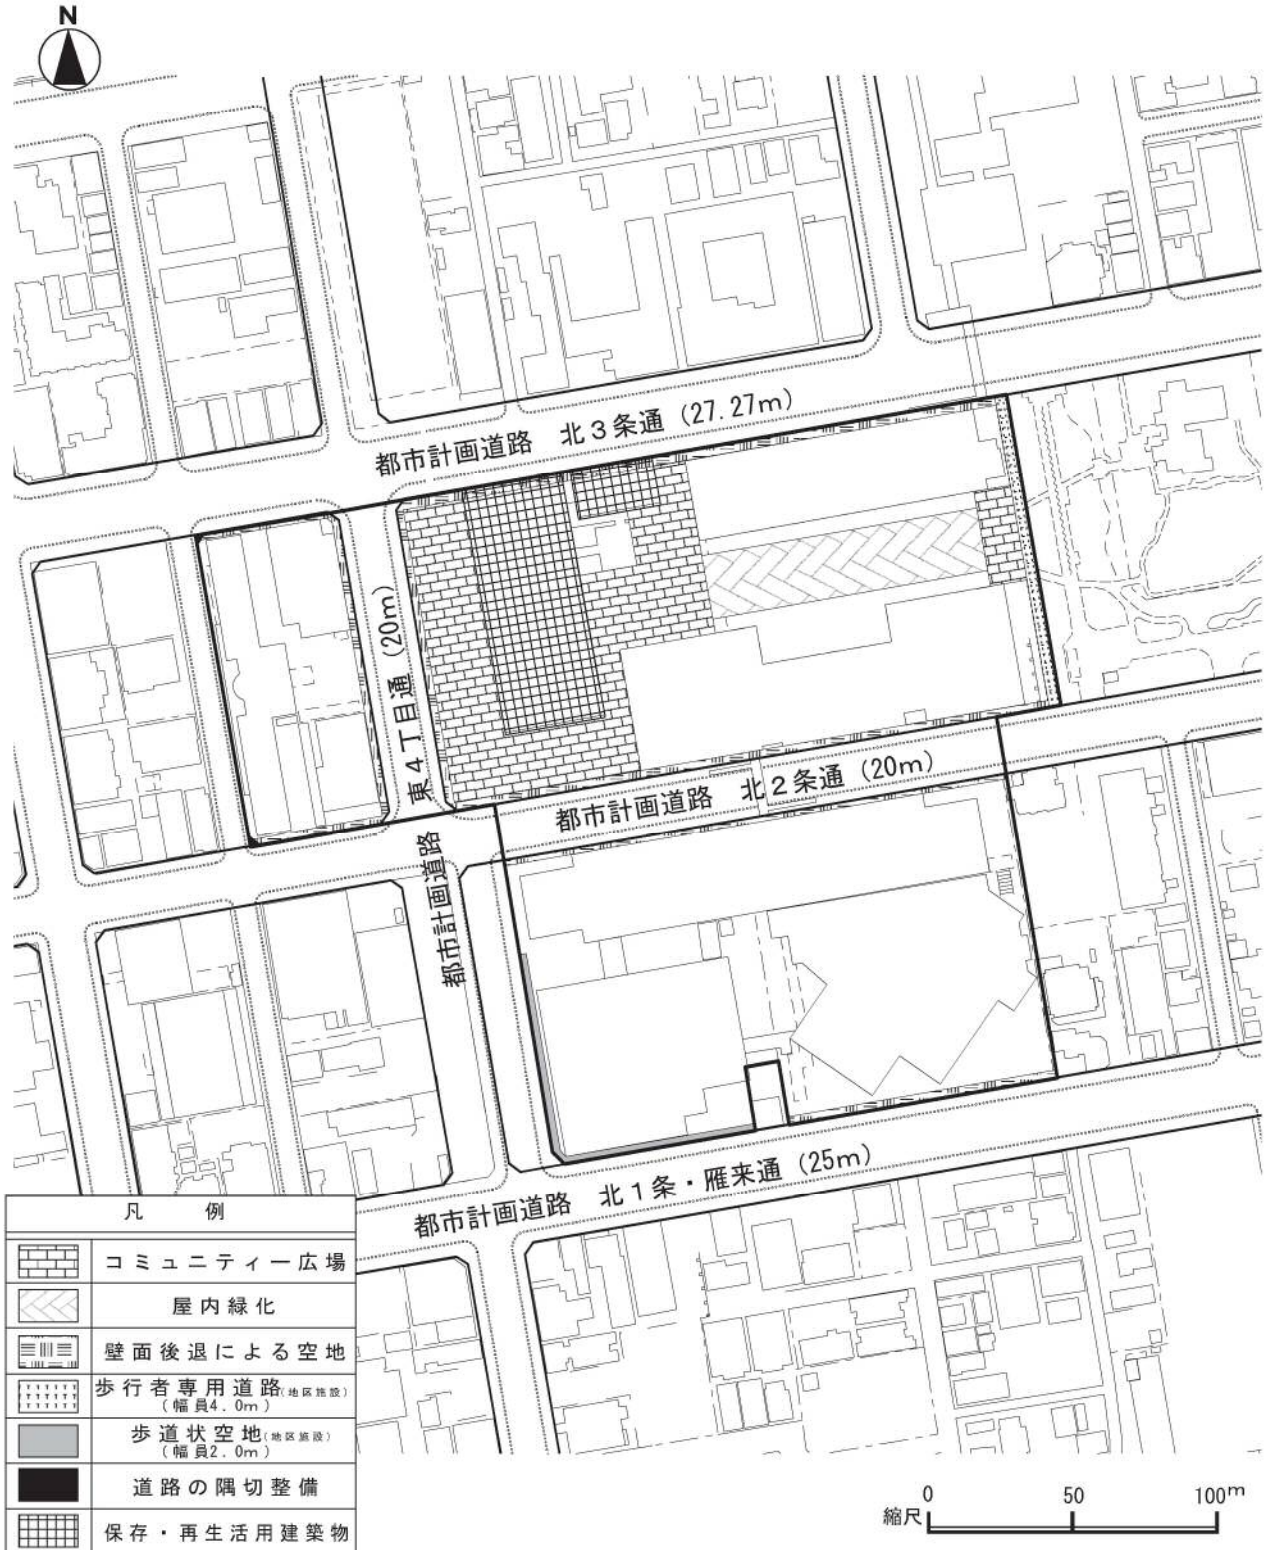 N
都市計画道路 北3条通 (27.27m)
東4丁目通 (20m)
都市計画道路
都市計画道路 北2条通 (20m)
都市計画道路 北1条・雁来通 (25m)
凡 例
コミュニティー広場
屋内緑化
壁面後退による空地
歩行者専用道路(地区施設)
(幅員4.0m)
歩道状空地(地区施設)
(幅員2.0m)
道路の隅切整備
保存・再生活用建築物
0 50 100m
縮尺